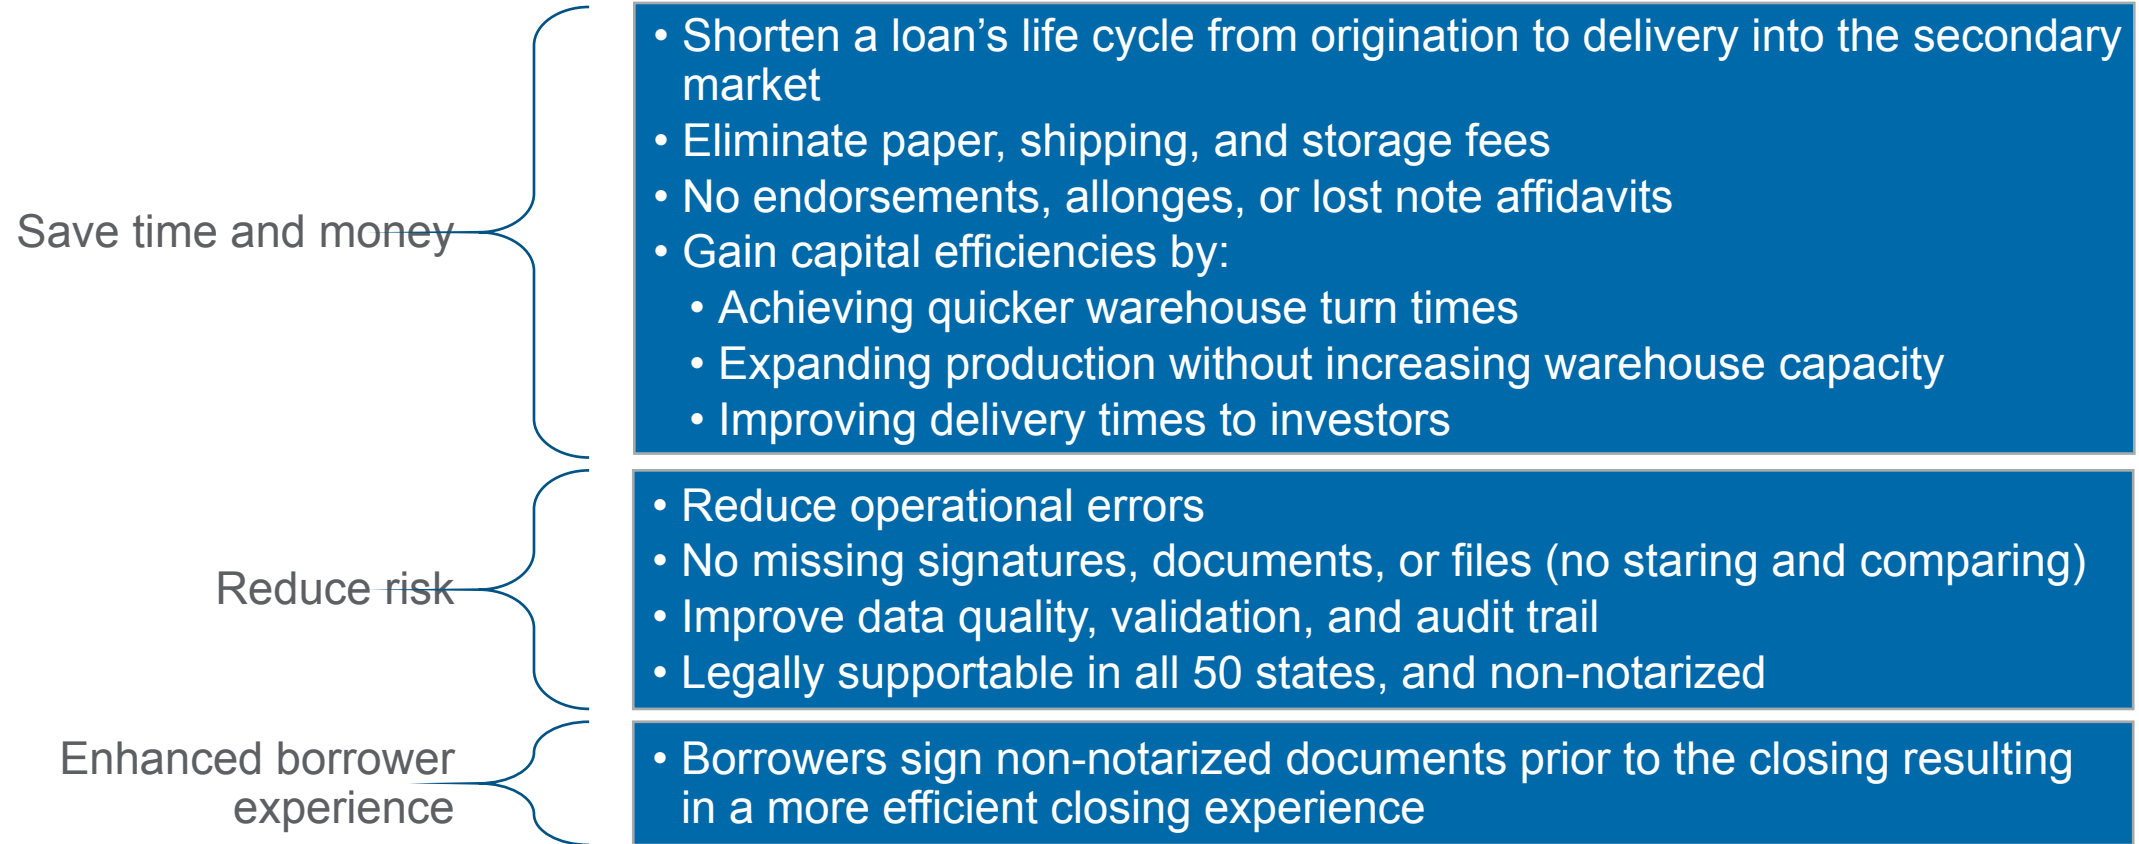 Save time and money
• Shorten a loan’s life cycle from origination to delivery into the secondary
market
• Eliminate paper, shipping, and storage fees
• No endorsements, allonges, or lost note affidavits
• Gain capital efficiencies by:
• Achieving quicker warehouse turn times
• Expanding production without increasing warehouse capacity
• Improving delivery times to investors
Reduce risk
• Reduce operational errors
• No missing signatures, documents, or files (no staring and comparing)
• Improve data quality, validation, and audit trail
• Legally supportable in all 50 states, and non-notarized
Enhanced borrower
experience
• Borrowers sign non-notarized documents prior to the closing resulting
in a more efficient closing experience